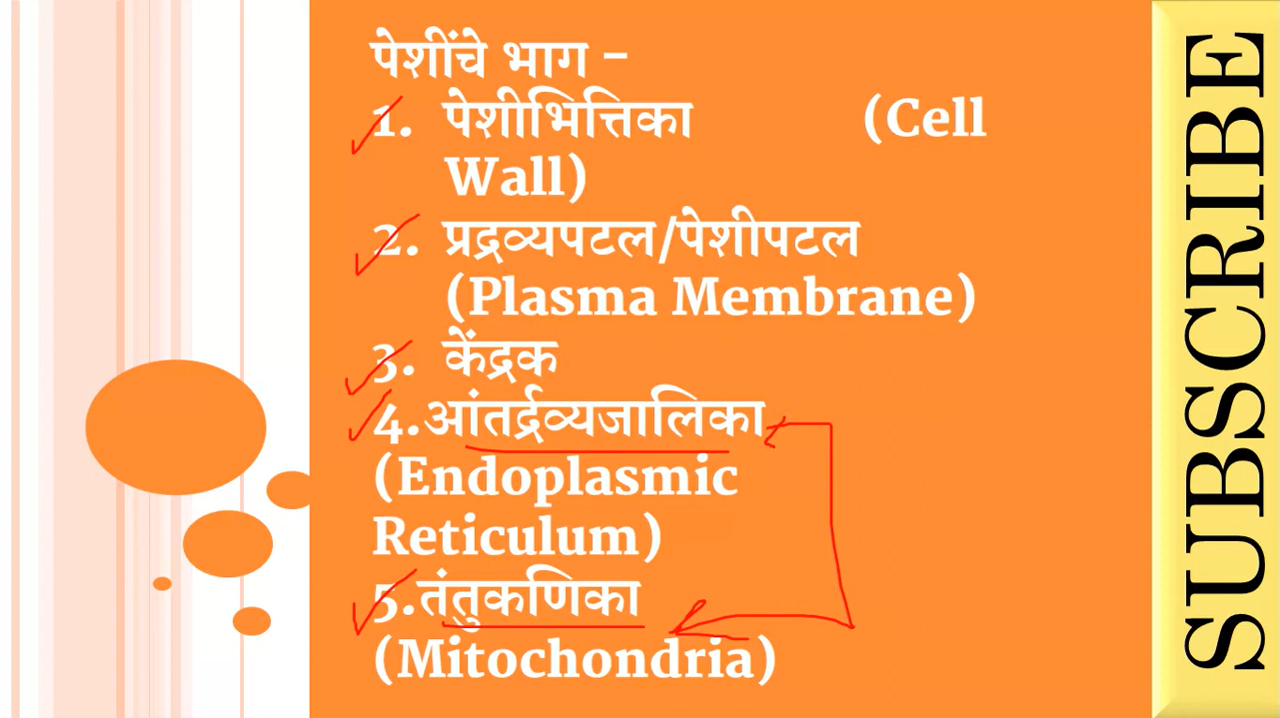 पेशींचे भाग –
1. पेशीभित्तिका (Cell
Wall)
2. प्रद्रव्यपटल/पेशीपटल
(Plasma Membrane)
3. केंद्रक
4.आंतर्द्रव्यजालिका
(Endoplasmic
Reticulum)
5.तंतुकणिका
(Mitochondria)
SUBSCRIBE